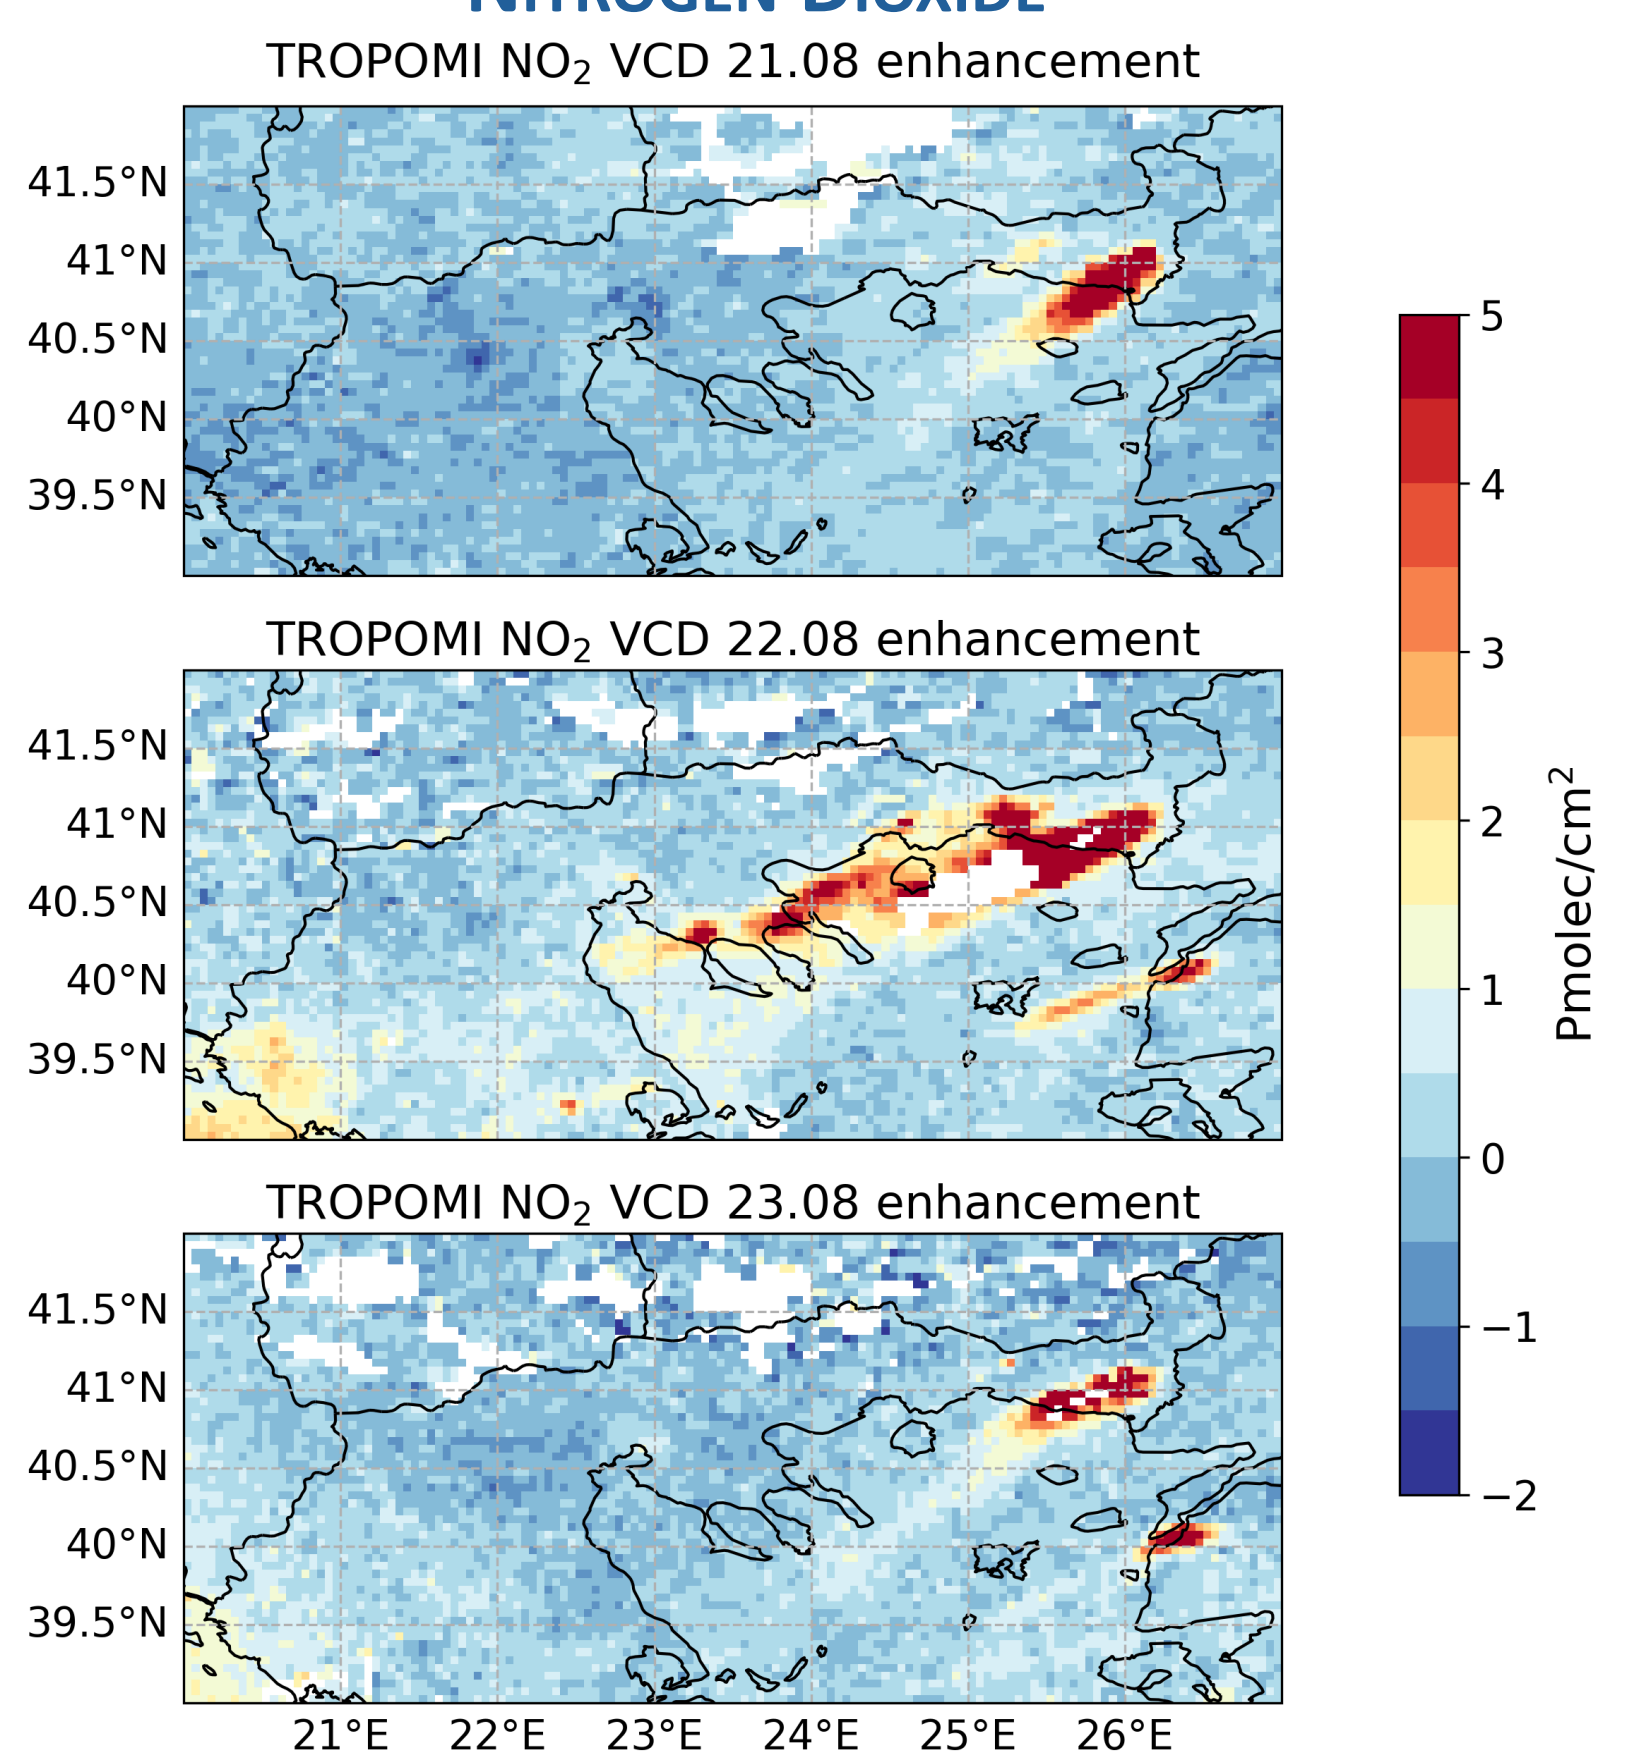 NITROGEN DIOXIDE
TROPOMI NO₂ VCD 21.08 enhancement
41.5°N
41°N
40.5°N
40°N
39.5°N
TROPOMI NO₂ VCD 22.08 enhancement
41.5°N
41°N
40.5°N
40°N
39.5°N
TROPOMI NO₂ VCD 23.08 enhancement
41.5°N
41°N
40.5°N
40°N
39.5°N
21°E 22°E 23°E 24°E 25°E 26°E
5
4
3
2
1
0
−1
−2
Pmolec/cm²